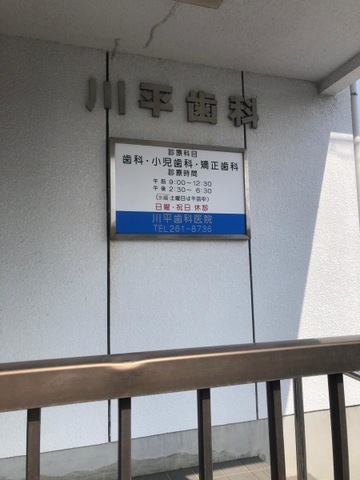 川平歯科
診療科目
歯科・小児歯科・矯正歯科
診療時間
午前 9:00~12:30
午後 2:30~ 6:30
土曜日は午前中)
日曜・祝日 休診
川平歯科医院
TEL261-8736